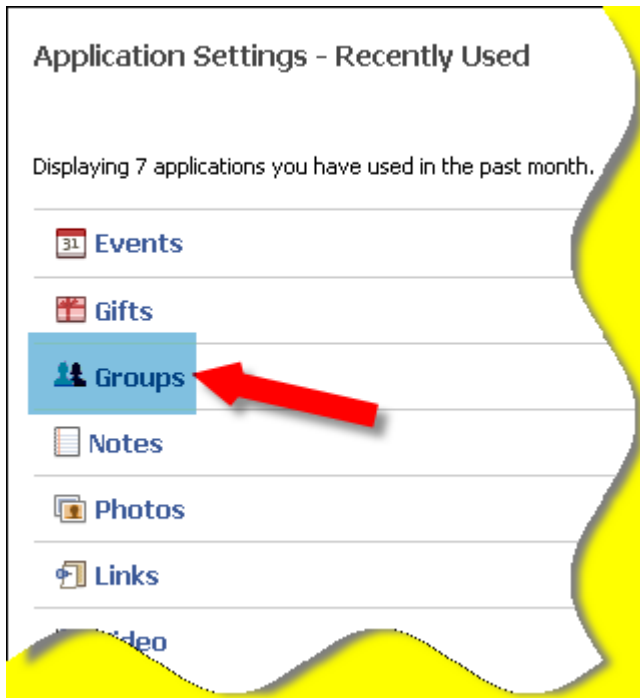 Application Settings - Recently Used
Displaying 7 applications you have used in the past month.
31 Events
Gifts
Groups
Notes
Photos
Links
Video